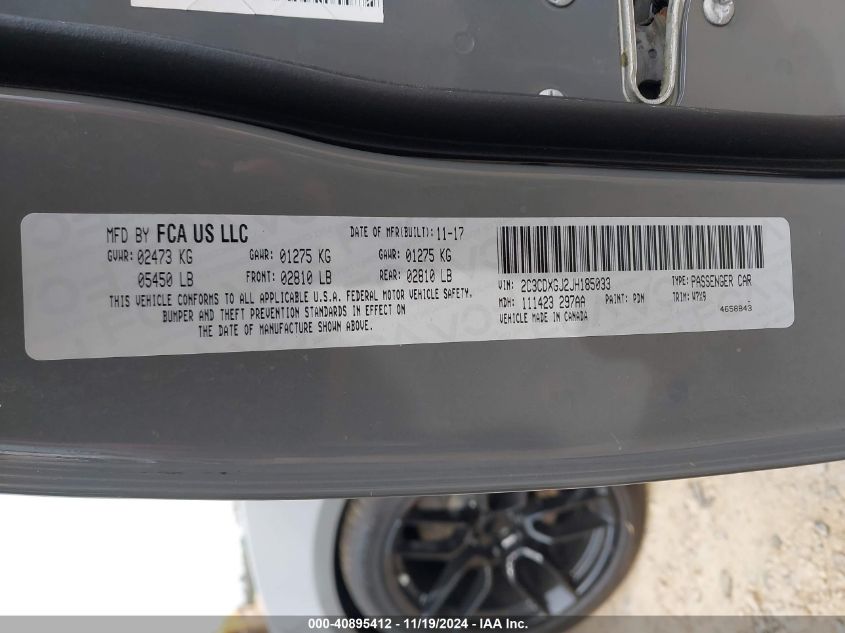 MFD BY FCA US LLC DATE OF MFR(BUILT): 11-17
GVWR: 02473 KG GAWR: 01275 KG GAWR: 01275 KG
05450 LB FRONT: 02810 LB REAR: 02810 LB
THIS VEHICLE CONFORMS TO ALL APPLICABLE U.S.A. FEDERAL MOTOR VEHICLE SAFETY,
BUMPER AND THEFT PREVENTION STANDARDS IN EFFECT ON
THE DATE OF MANUFACTURE SHOWN ABOVE.
VIN: 2C3CDXGJ2JH185033 TYPE: PASSENGER CAR
MDH: 111423 297AA PAINT: PDN TRIM: W7X9
VEHICLE MADE IN CANADA 4658843
000-40895412 - 11/19/2024 - IAA Inc.